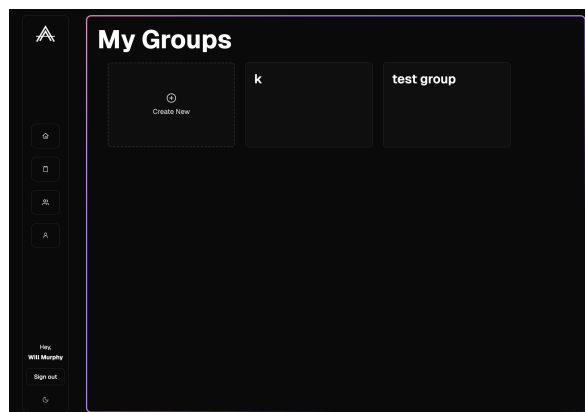 My Groups
Create New
k
test group
Hey,
Will Murphy
Sign out